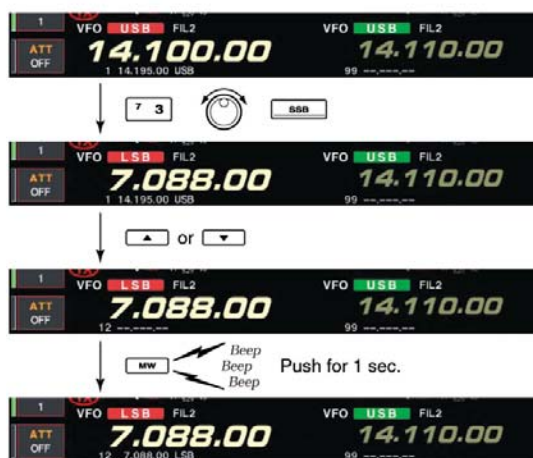 1 VFO USB FIL2 VFO USB FIL2
ATT OFF 14.100.00 14.110.00
1 14.195.00 USB 99 --,---,--
7 3 SSB
1 VFO LSB FIL2 VFO USB FIL2
ATT OFF 7.088.00 14.110.00
1 14.195.00 USB 99 --,---,--
▲ or ▼
1 VFO LSB FIL2 VFO USB FIL2
ATT OFF 7.088.00 14.110.00
12 --,---,-- 99 --,---,--
Beep
MW Beep Push for 1 sec.
Beep
1 VFO LSB FIL2 VFO USB FIL2
ATT OFF 7.088.00 14.110.00
12 7.088.00 LSB 99 --,---,--